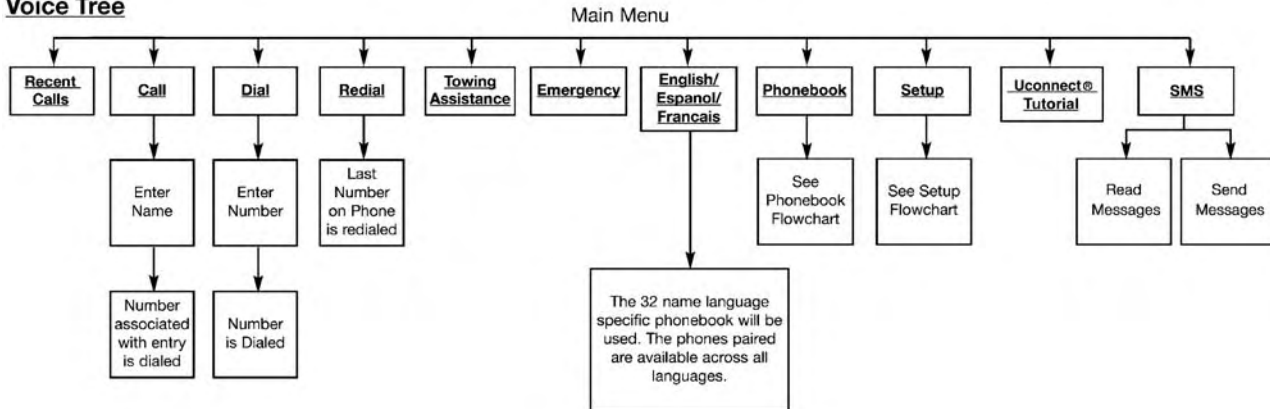 Voice Tree
Main Menu
Recent
Calls
Call
Dial
Redial
Towing
Assistance
Emergency
English/
Espanol/
Francais
Phonebook
Setup
Uconnect®
Tutorial
SMS
Enter
Name
Enter
Number
Last
Number
on Phone
is redialed
See
Phonebook
Flowchart
See Setup
Flowchart
Read
Messages
Send
Messages
Number
associated
with entry
is dialed
Number
is Dialed
The 32 name language
specific phonebook will be
used. The phones paired
are available across all
languages.